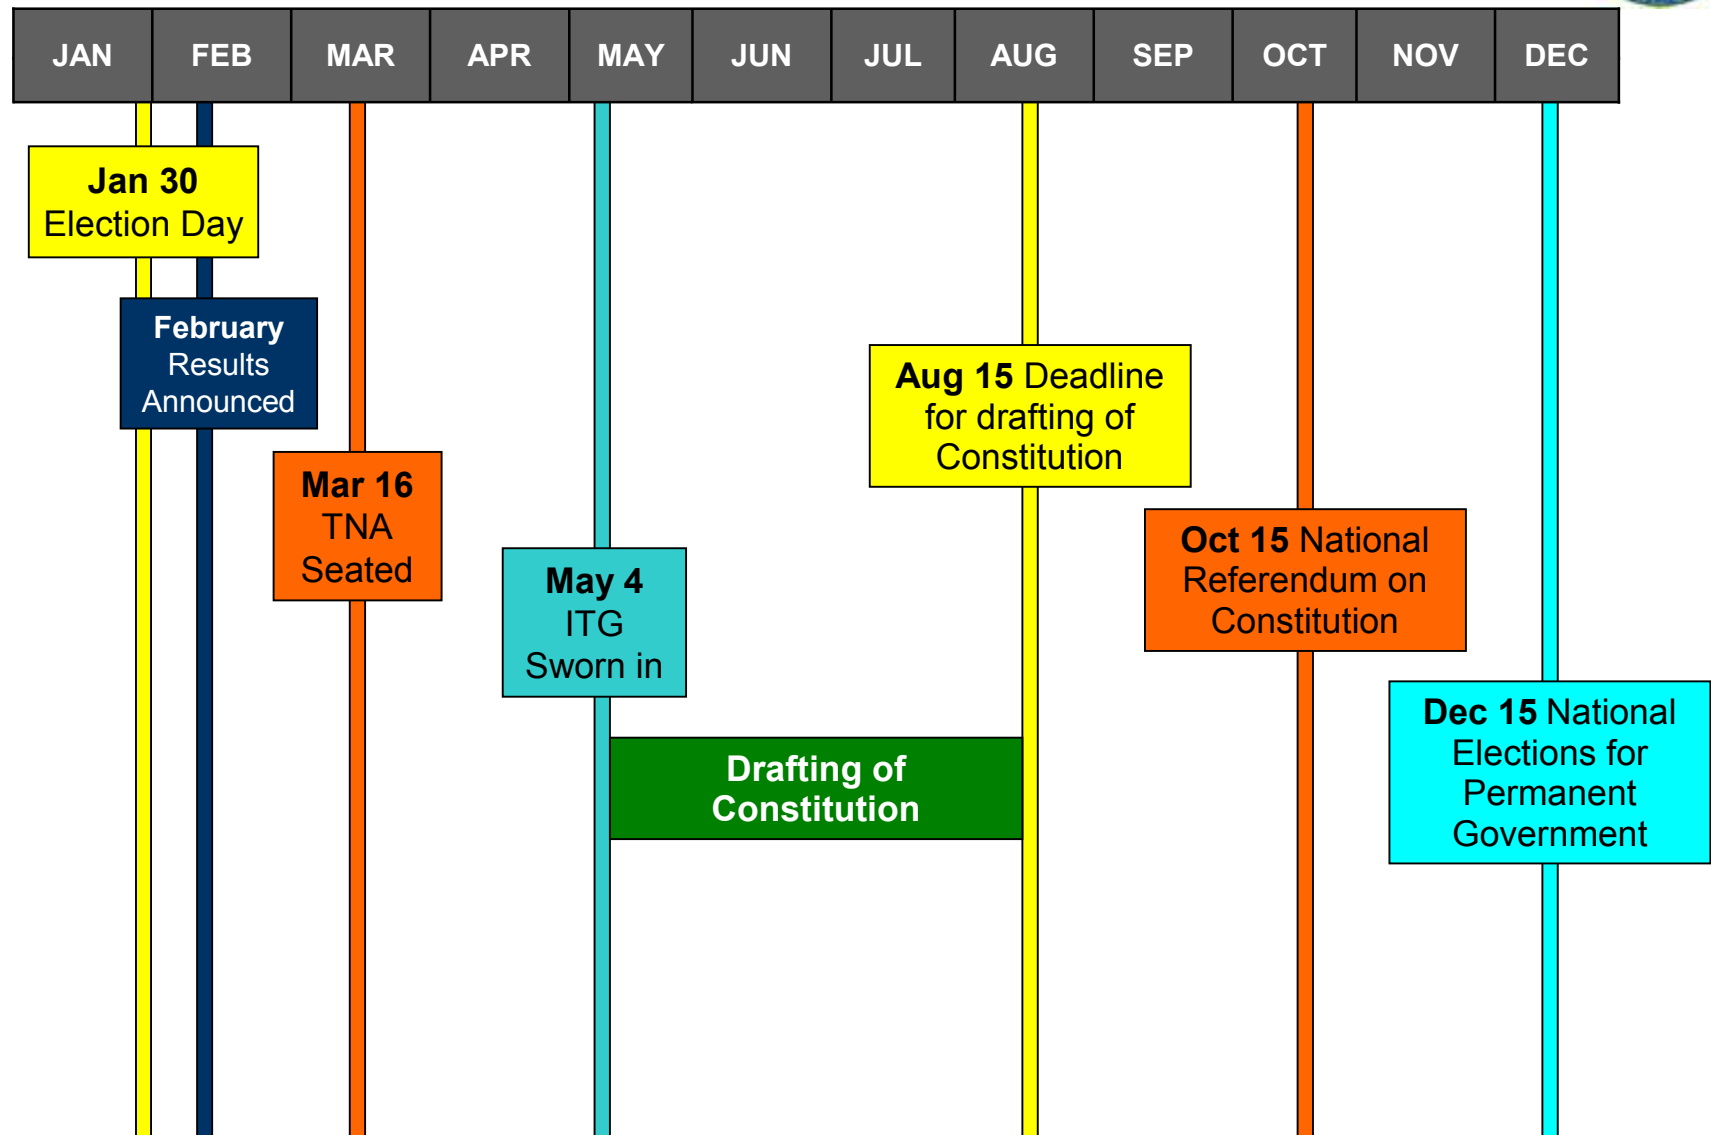 JAN FEB MAR APR MAY JUN JUL AUG SEP OCT NOV DEC
Jan 30
Election Day
February
Results
Announced
Mar 16
TNA
Seated
May 4
ITG
Sworn in
Drafting of
Constitution
Aug 15 Deadline
for drafting of
Constitution
Oct 15 National
Referendum on
Constitution
Dec 15 National
Elections for
Permanent
Government